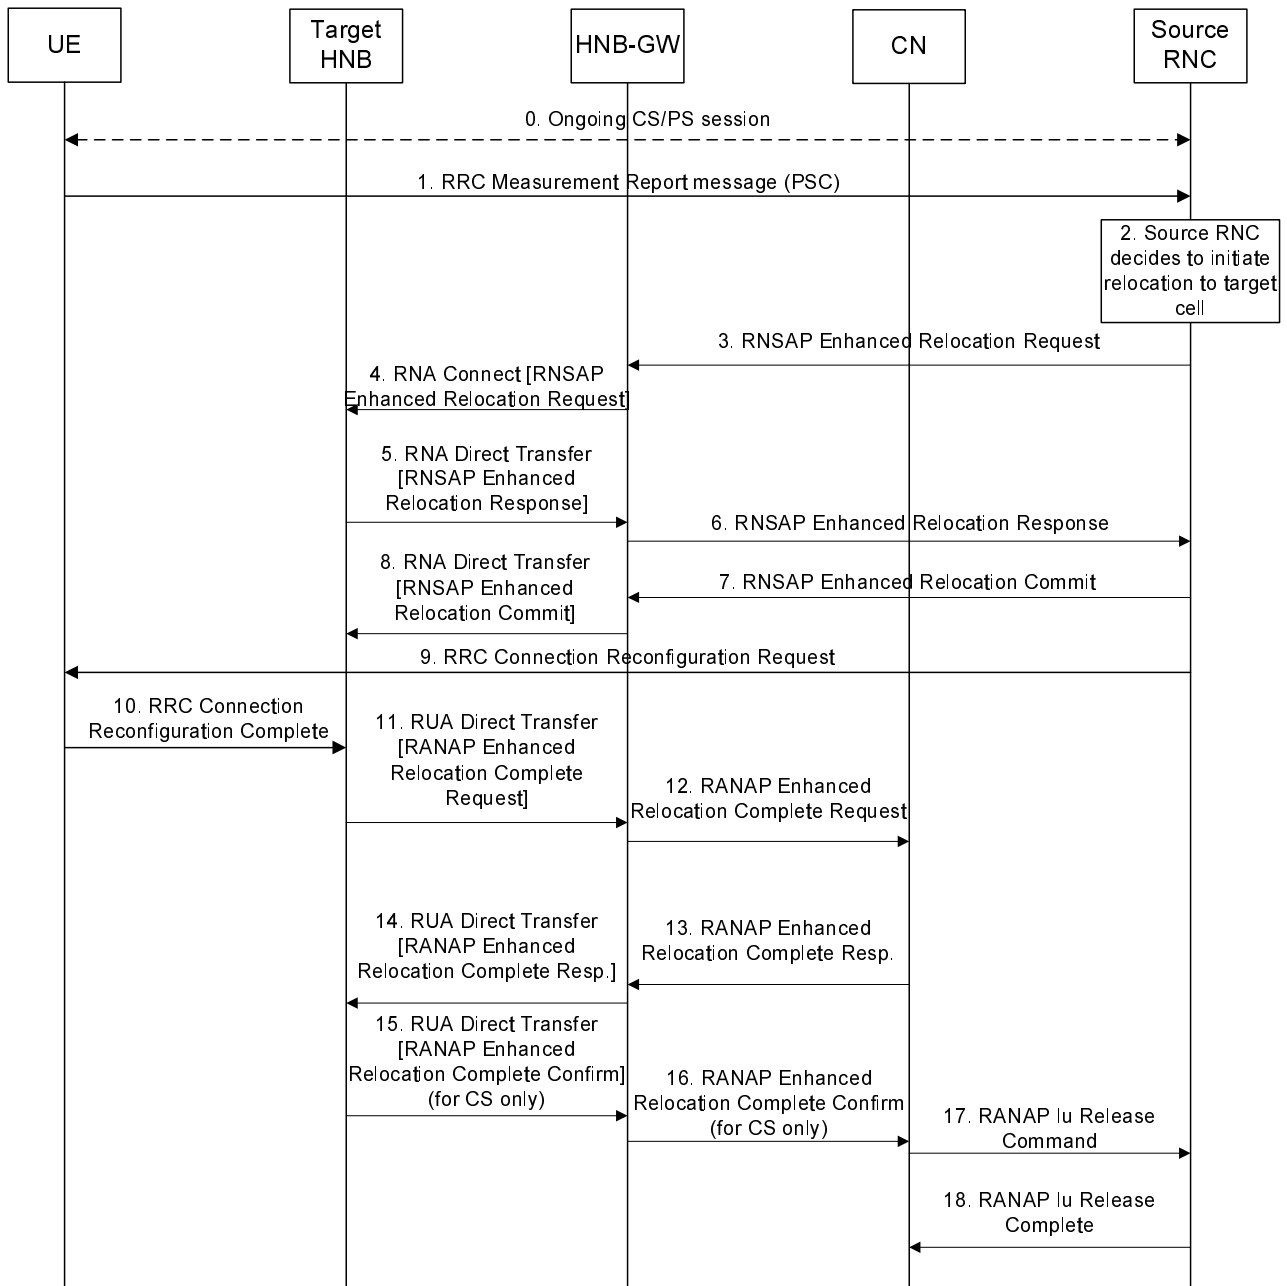 UE
Target
HNB
HNB-GW
CN
Source
RNC
0. Ongoing CS/PS session
1. RRC Measurement Report message (PSC)
2. Source RNC
decides to initiate
relocation to target
cell
3. RNSAP Enhanced Relocation Request
4. RNA Connect [RNSAP
Enhanced Relocation Request]
5. RNA Direct Transfer
[RNSAP Enhanced
Relocation Response]
6. RNSAP Enhanced Relocation Response
8. RNA Direct Transfer
[RNSAP Enhanced
Relocation Commit]
7. RNSAP Enhanced Relocation Commit
9. RRC Connection Reconfiguration Request
10. RRC Connection
Reconfiguration Complete
11. RUA Direct Transfer
[RANAP Enhanced
Relocation Complete
Request]
12. RANAP Enhanced
Relocation Complete Request
14. RUA Direct Transfer
[RANAP Enhanced
Relocation Complete Resp.]
13. RANAP Enhanced
Relocation Complete Resp.
15. RUA Direct Transfer
[RANAP Enhanced
Relocation Complete Confirm]
(for CS only)
16. RANAP Enhanced
Relocation Complete Confirm
(for CS only)
17. RANAP Iu Release
Command
18. RANAP Iu Release
Complete